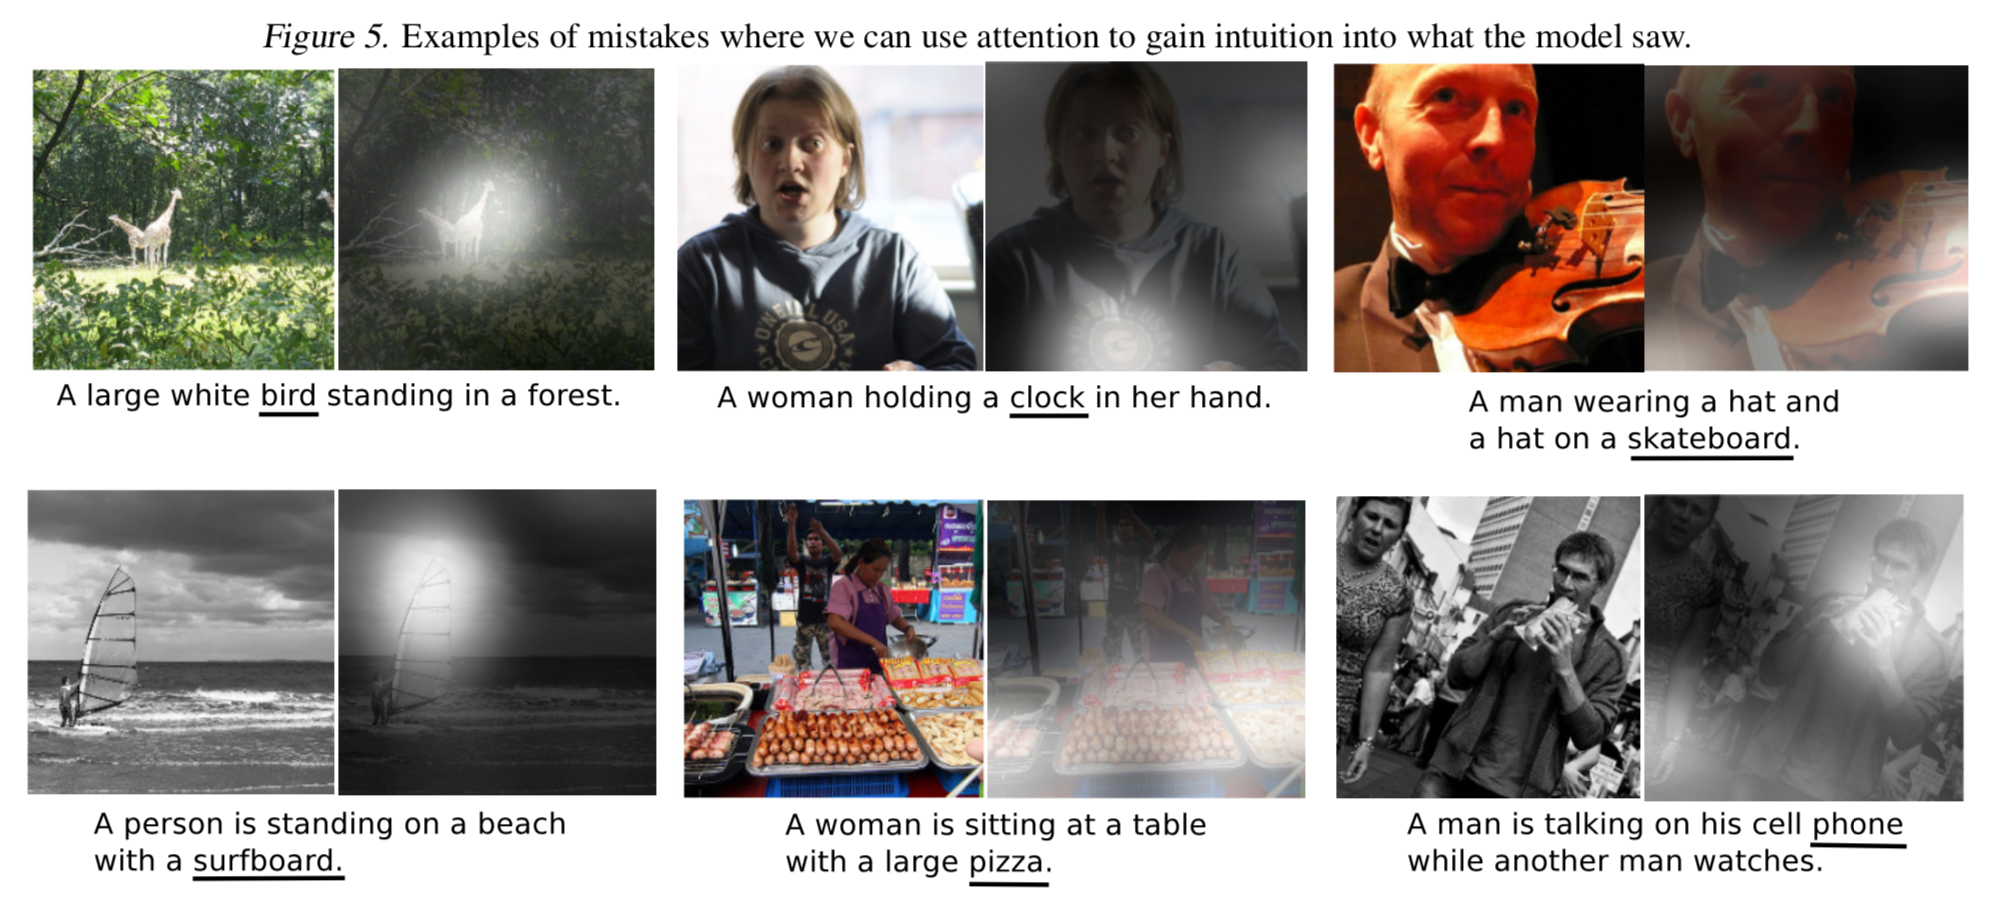 Figure 5. Examples of mistakes where we can use attention to gain intuition into what the model saw.
O'NEILL USA
A large white bird standing in a forest.
A woman holding a clock in her hand.
A man wearing a hat and
a hat on a skateboard.
A person is standing on a beach
with a surfboard.
A woman is sitting at a table
with a large pizza.
A man is talking on his cell phone
while another man watches.